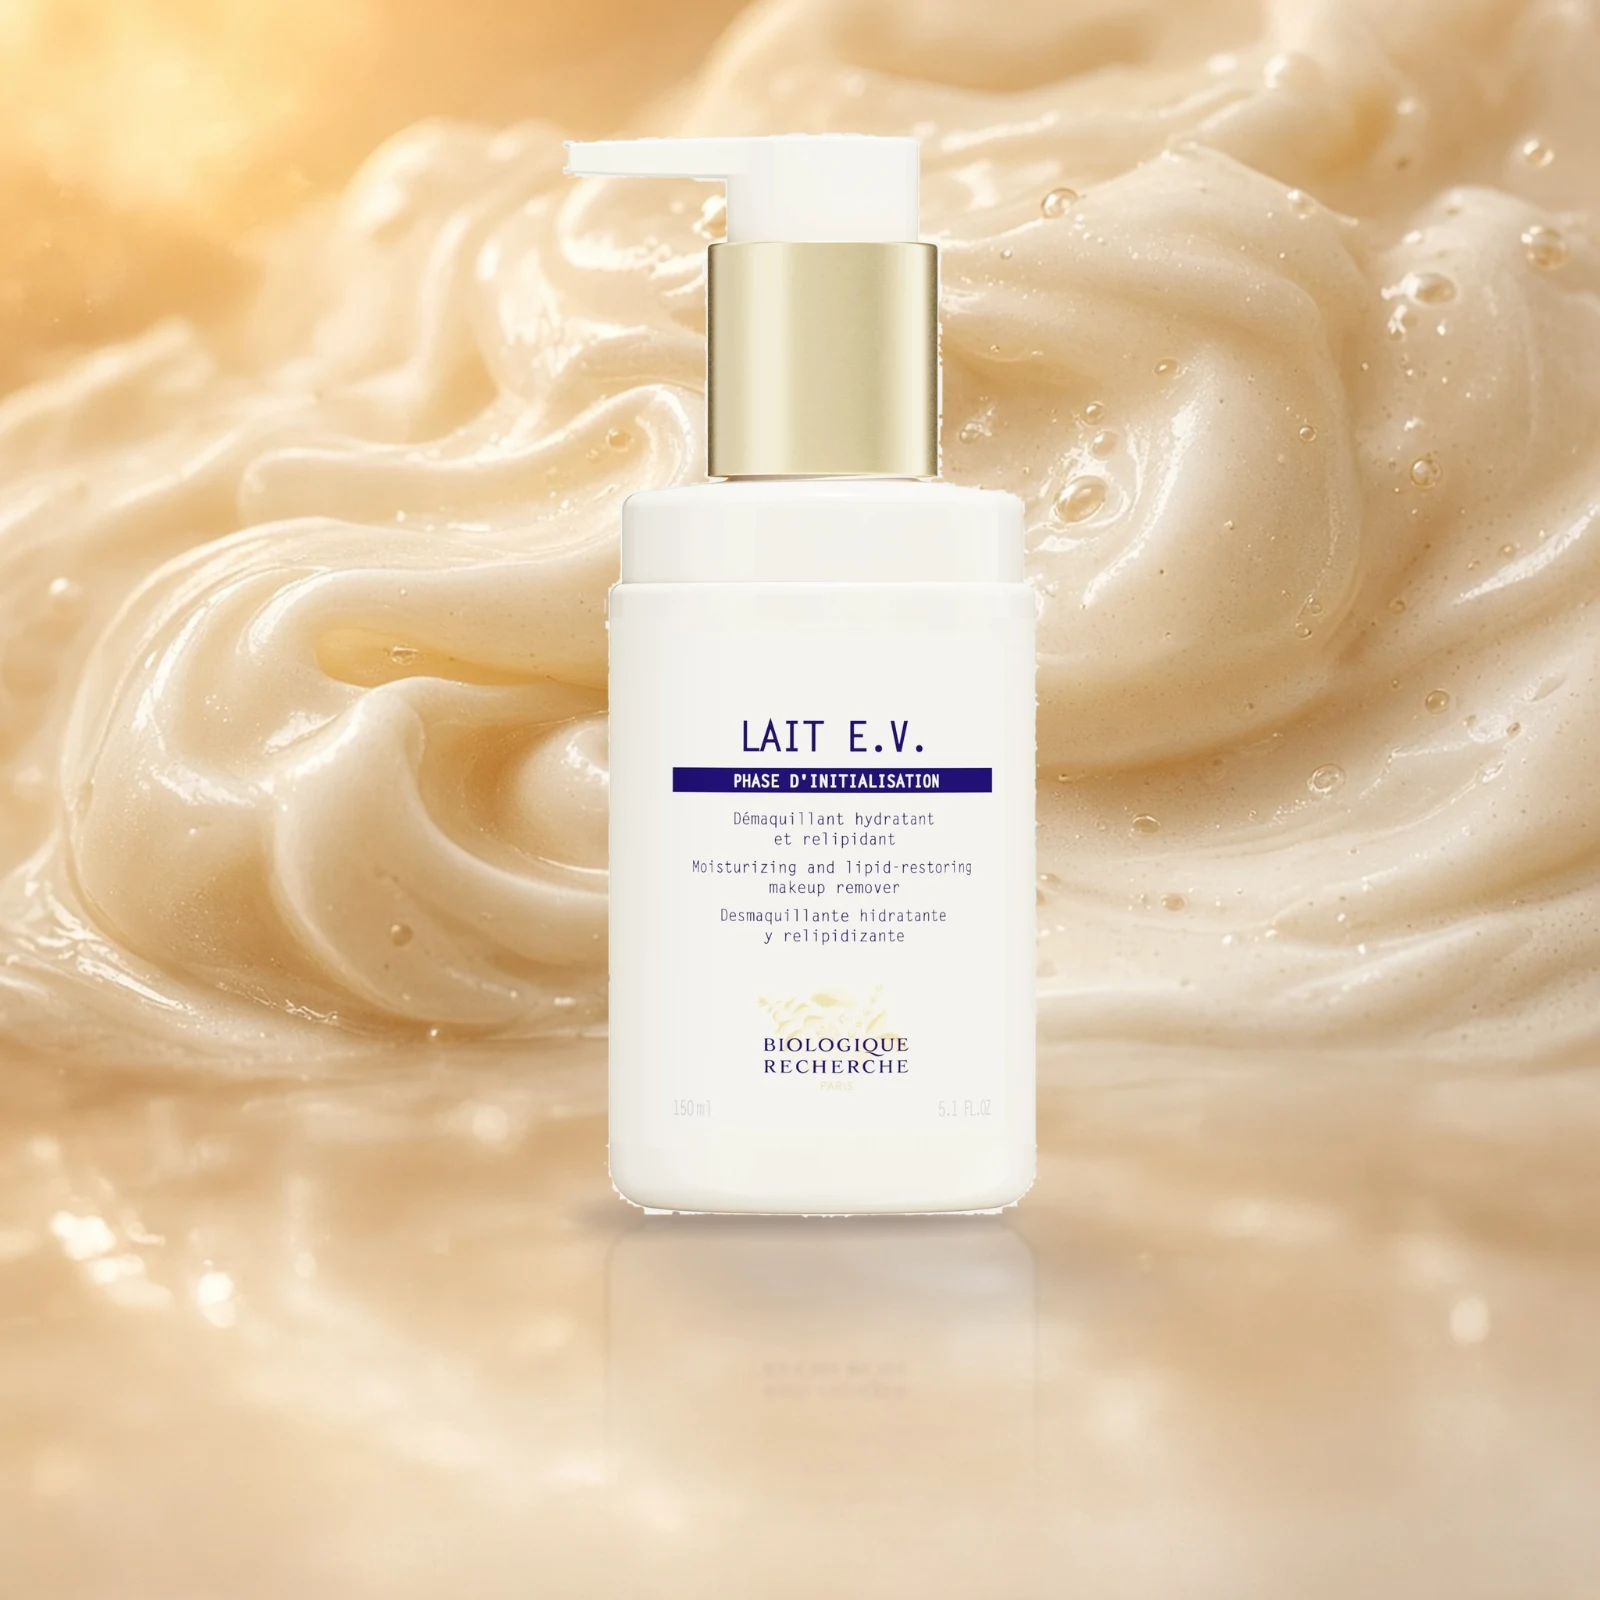 LAIT E.V.
PHASE D'INITIALISATION
Démaquillant hydratant
et relipidant
Moisturizing and lipid-restoring
makeup remover
Desmaquillante hidratante
y relipidizante
BIOLOGIQUE
RECHERCHE
PARIS
150 ml 5.1 FL.OZ